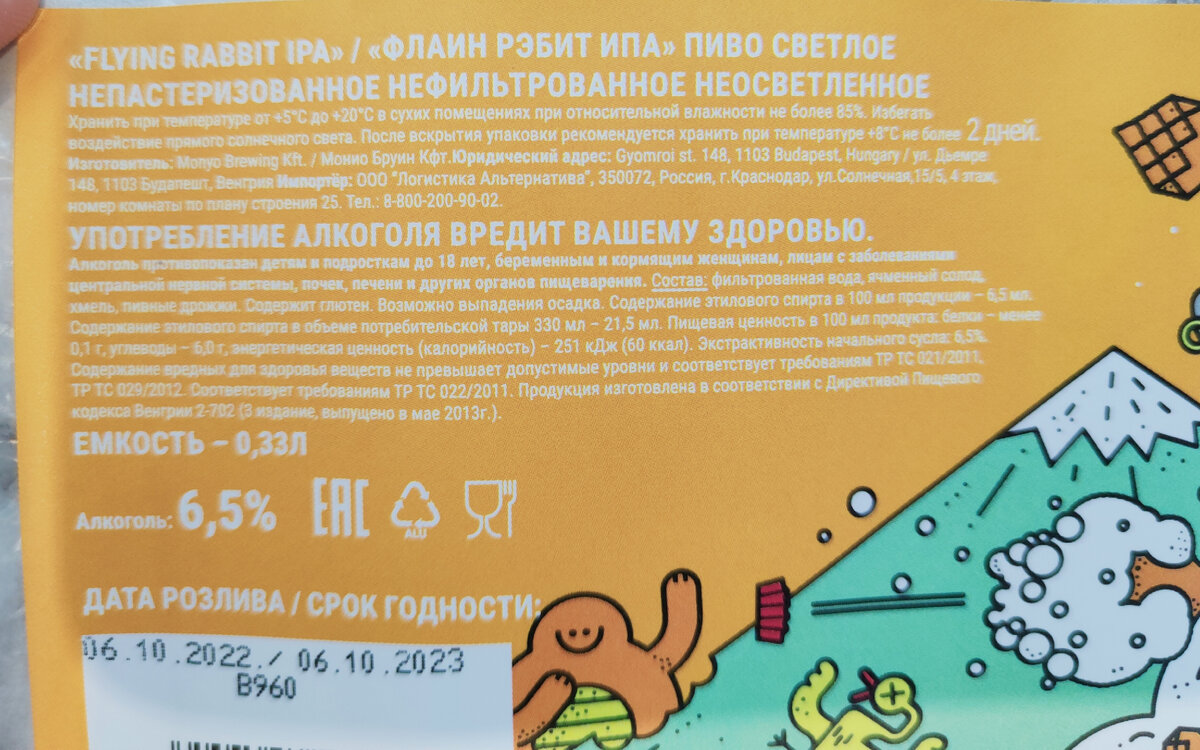 «FLYING RABBIT IPA» / «ФЛАИН РЭБИТ ИПА» ПИВО СВЕТЛОЕ
НЕПАСТЕРИЗОВАННОЕ НЕФИЛЬТРОВАННОЕ НЕОСВЕТЛЕННОЕ
Хранить при температуре от +5°С до +20°С в сухих помещениях при относительной влажности не более 85%. Избегать
воздействие прямого солнечного света. После вскрытия упаковки рекомендуется хранить при температуре +8°С не более 2 дней.
Изготовитель: Monyo Brewing Kft. / Монио Бруин Кфт.Юридический адрес: Gyomroi st. 148, 1103 Budapest, Hungary / ул. Дьемре
148, 1103 Будапешт, Венгрия Импортёр: ООО "Логистика Альтернатива", 350072, Россия, г.Краснодар, ул.Солнечная,15/5, 4 этаж,
номер комнаты по плану строения 25. Тел.: 8-800-200-90-02.
УПОТРЕБЛЕНИЕ АЛКОГОЛЯ ВРЕДИТ ВАШЕМУ ЗДОРОВЬЮ.
Алкоголь противопоказан детям и подросткам до 18 лет, беременным и кормящим женщинам, лицам с заболеваниями
центральной нервной системы, почек, печени и других органов пищеварения. Состав: фильтрованная вода, ячменный солод,
хмель, пивные дрожжи. Содержит глютен. Возможно выпадения осадка. Содержание этилового спирта в 100 мл продукции – 6,5 мл.
Содержание этилового спирта в объеме потребительской тары 330 мл – 21,5 мл. Пищевая ценность в 100 мл продукта: белки – менее
0,1 г, углеводы – 6,0 г, энергетическая ценность (калорийность) – 251 кДж (60 ккал). Экстрактивность начального сусла: 6,5%.
Содержание вредных для здоровья веществ не превышает допустимые уровни и соответствует требованиям ТР ТС 021/2011,
ТР ТС 029/2012. Соответствует требованиям ТР ТС 022/2011. Продукция изготовлена в соответствии с Директивой Пищевого
кодекса Венгрии 2-702 (3 издание, выпущено в мае 2013г.).
ЕМКОСТЬ – 0,33Л
Алкоголь: 6,5% EAC ALU
ДАТА РОЗЛИВА / СРОК ГОДНОСТИ:
06.10.2022./ 06.10.2023
B960